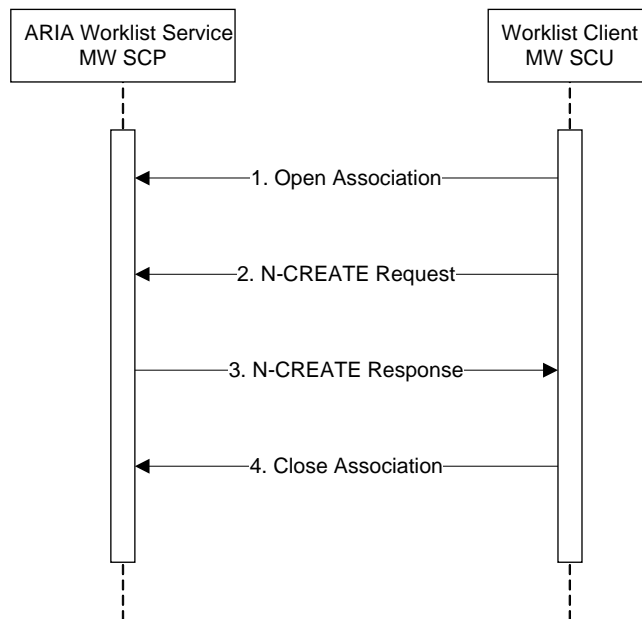 ARIA Worklist Service
MW SCP
Worklist Client
MW SCU
1. Open Association
2. N-CREATE Request
3. N-CREATE Response
4. Close Association